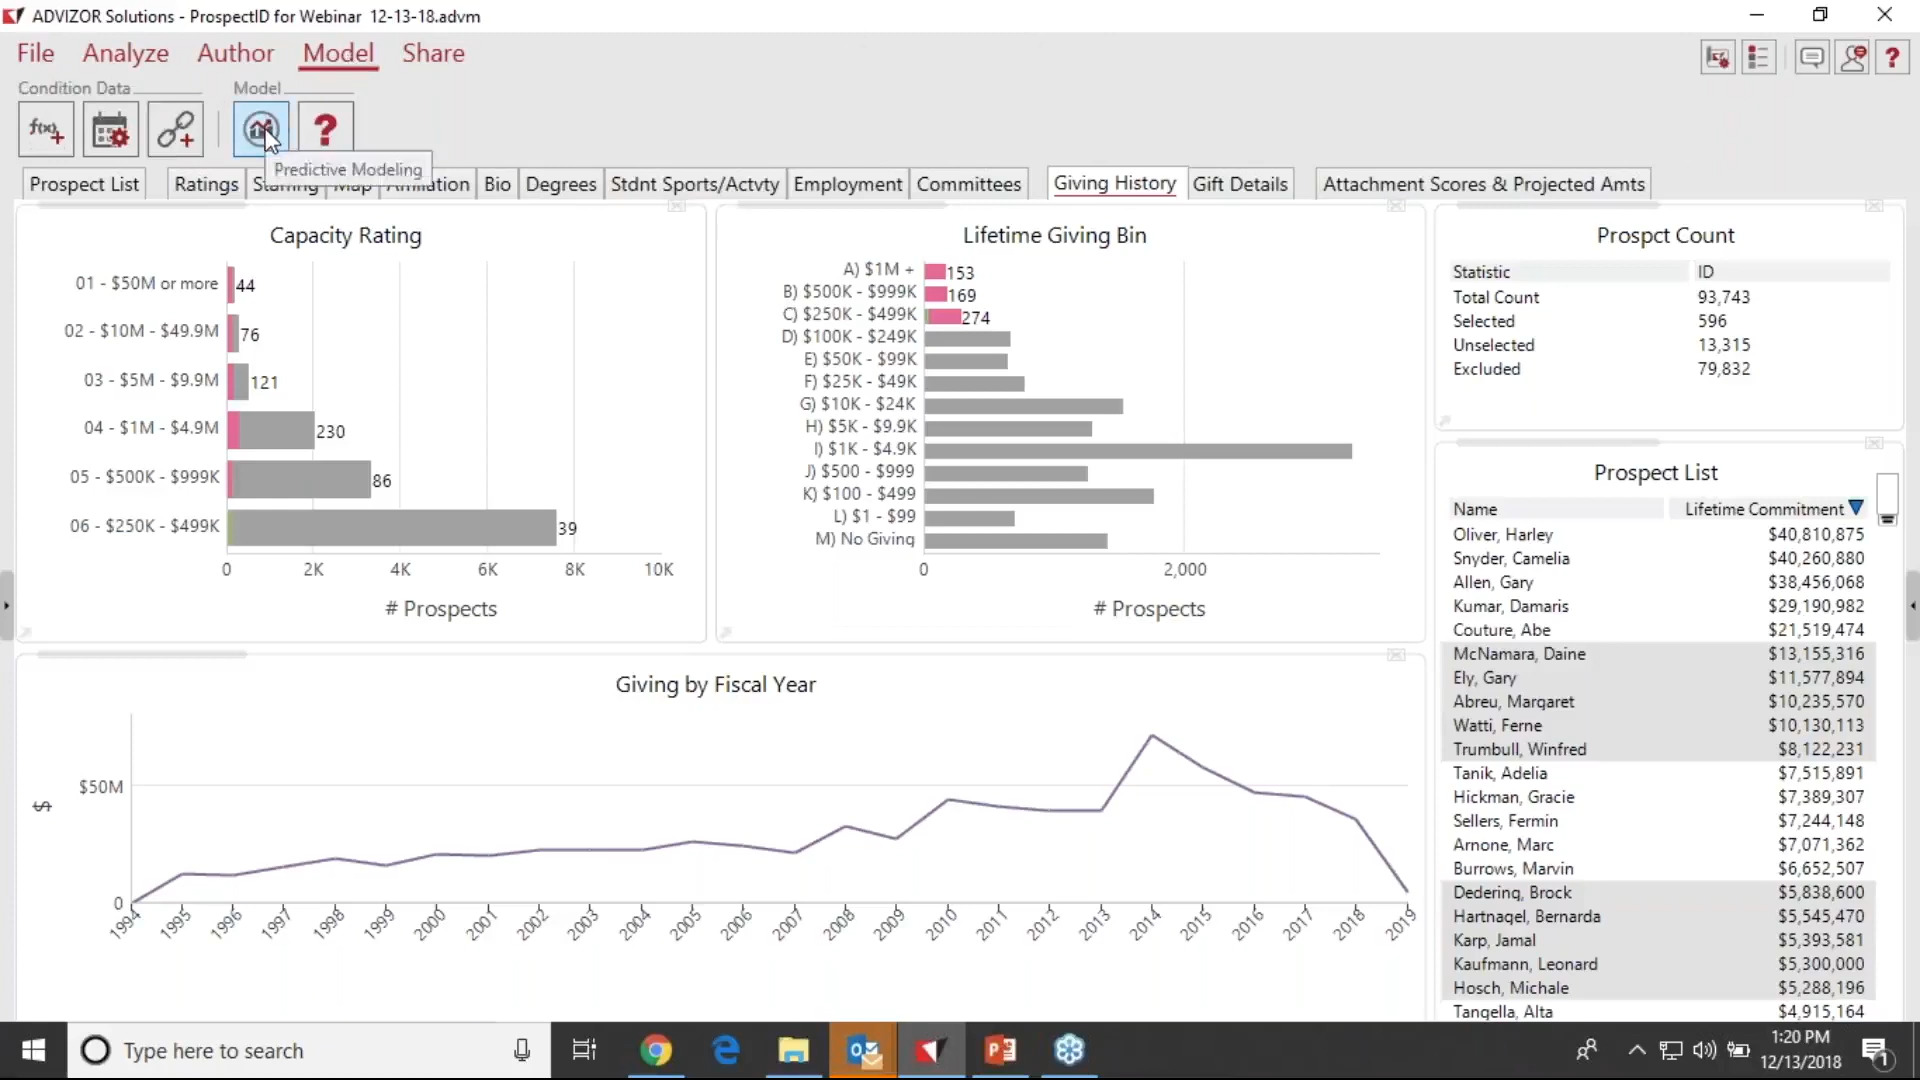 ADVIZOR Solutions - ProspectID for Webinar 12-13-18.advm
File Analyze Author Model Share
Condition Data Model
f(x)
?
?
Predictive Modeling
Prospect List Ratings Map Bio Degrees Stdnt Sports/Actvty Employment Committees Giving History Gift Details Attachment Scores & Projected Amts
Capacity Rating
01 - $50M or more 44
02 - $10M - $49.9M 76
03 - $5M - $9.9M 121
04 - $1M - $4.9M 230
05 - $500K - $999K 86
06 - $250K - $499K 39
0 2K 4K 6K 8K 10K
# Prospects
Lifetime Giving Bin
A) $1M + 153
B) $500K - $999K 169
C) $250K - $499K 274
D) $100K - $249K
E) $50K - $99K
F) $25K - $49K
G) $10K - $24K
H) $5K - $9.9K
I) $1K - $4.9K
J) $500 - $999
K) $100 - $499
L) $1 - $99
M) No Giving
0 2,000
# Prospects
Prospct Count
Statistic ID
Total Count 93,743
Selected 596
Unselected 13,315
Excluded 79,832
Prospect List
Name Lifetime Commitment
Oliver, Harley $40,810,875
Snyder, Camelia $40,260,880
Allen, Gary $38,456,068
Kumar, Damaris $29,190,982
Couture, Abe $21,519,474
McNamara, Daine $13,155,316
Ely, Gary $11,577,894
Abreu, Margaret $10,235,570
Watti, Ferne $10,130,113
Trumbull, Winfred $8,122,231
Tanik, Adelia $7,515,891
Hickman, Gracie $7,389,307
Sellers, Fermin $7,244,148
Arnone, Marc $7,071,362
Burrows, Marvin $6,652,507
Dedering, Brock $5,838,600
Hartnagel, Bernarda $5,545,470
Karp, Jamal $5,393,581
Kaufmann, Leonard $5,300,000
Hosch, Michale $5,288,196
Tangella, Alta $4,915,164
Giving by Fiscal Year
$
$50M
0
1994 1995 1996 1997 1998 1999 2000 2001 2002 2003 2004 2005 2006 2007 2008 2009 2010 2011 2012 2013 2014 2015 2016 2017 2018 2019
Type here to search
1:20 PM
12/13/2018
1